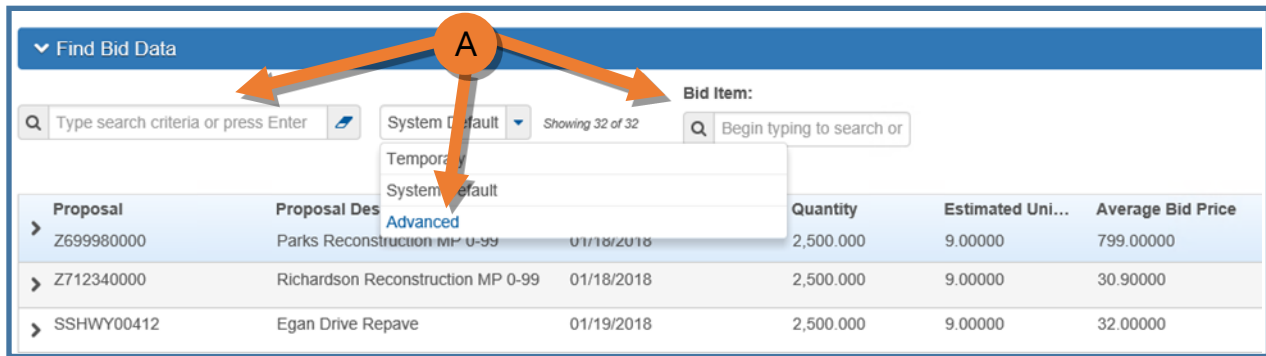 Find Bid Data
A
Bid Item:
Type search criteria or press Enter
System Default
Showing 32 of 32
Begin typing to search or
Temporary
System Default
Advanced
Proposal Proposal Des Quantity Estimated Uni... Average Bid Price
Z699980000 Parks Reconstruction MP 0-99 01/18/2018 2,500.000 9.00000 799.00000
Z712340000 Richardson Reconstruction MP 0-99 01/18/2018 2,500.000 9.00000 30.90000
SSHWY00412 Egan Drive Repave 01/19/2018 2,500.000 9.00000 32.00000